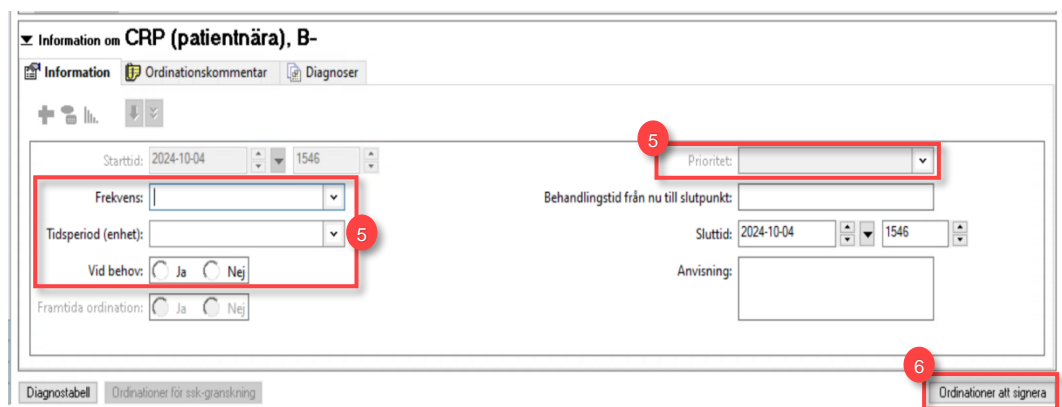 Information om CRP (patientnära), B-
Information Ordinationskommentar Diagnoser
5
Starttid: 2024-10-04 1546 Prioritet:
Frekvens: Behandlingstid från nu till slutpunkt:
Tidsperiod (enhet): 5 Sluttid: 2024-10-04 1546
Vid behov: Ja Nej Anvisning:
Framtida ordination: Ja Nej
6
Diagnostabell Ordinationer för ssk-granskning Ordinationer att signera